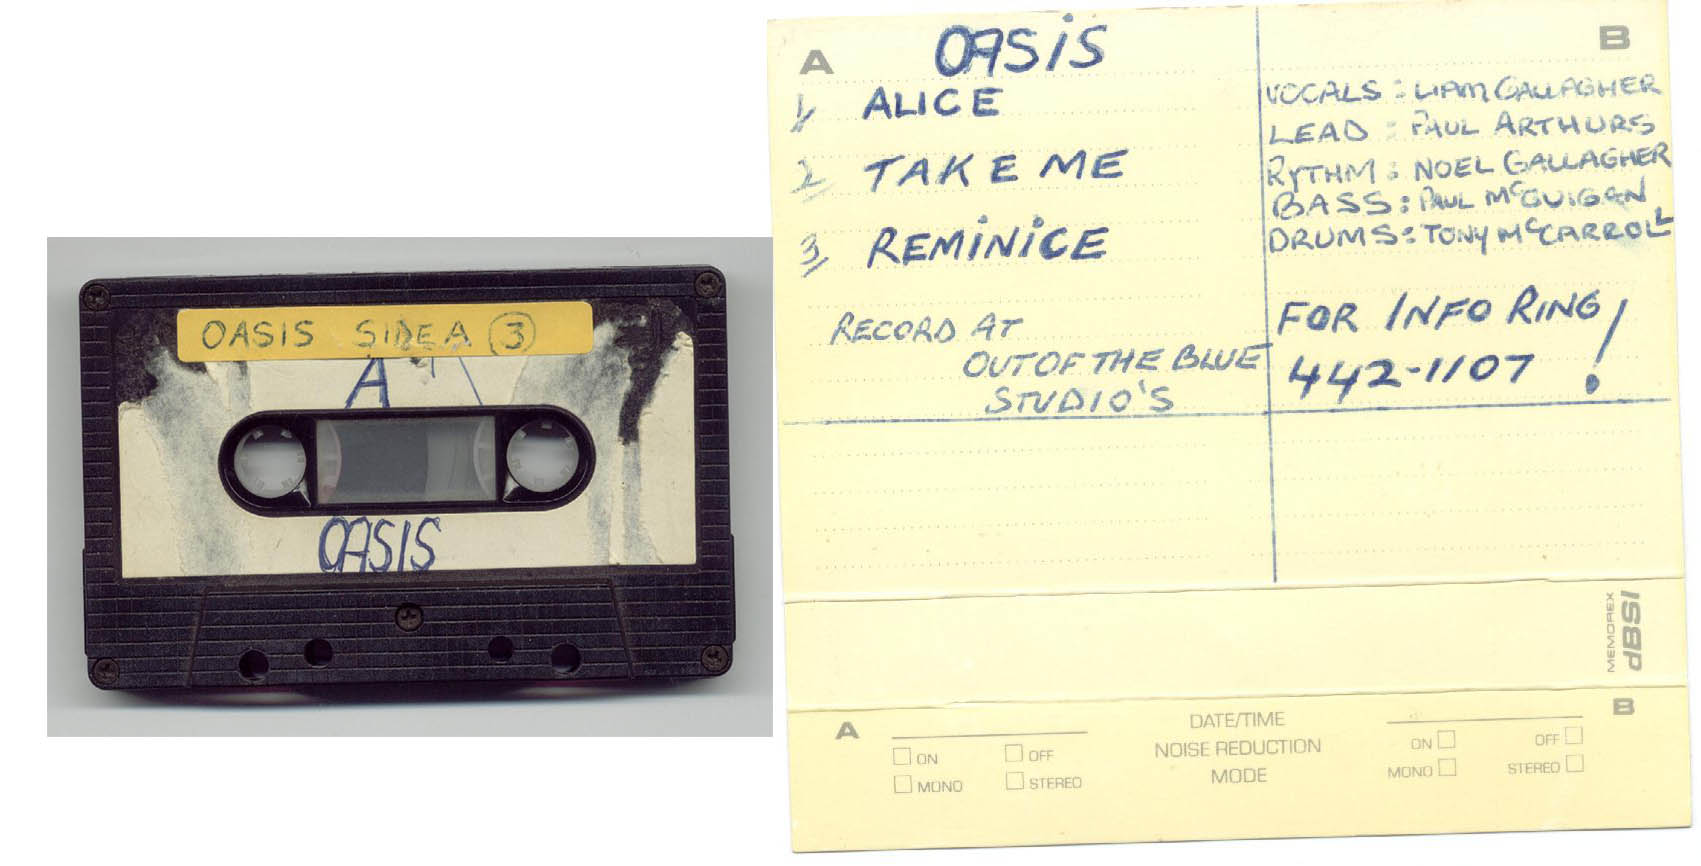 OASIS SIDE A 3
A
OASIS
A
B
OASIS
1 ALICE
2 TAKE ME
3 REMINICE
RECORD AT
OUT OF THE BLUE
STUDIO'S
VOCALS : LIAM GALLAGHER
LEAD : PAUL ARTHURS
RYTHM : NOEL GALLAGHER
BASS : PAUL McGUIGAN
DRUMS : TONY McCARROLL
FOR INFO RING
442-1107 !
MEMOREX
dBSI
A
B
DATE/TIME
NOISE REDUCTION
MODE
ON OFF
MONO STEREO
ON OFF
MONO STEREO